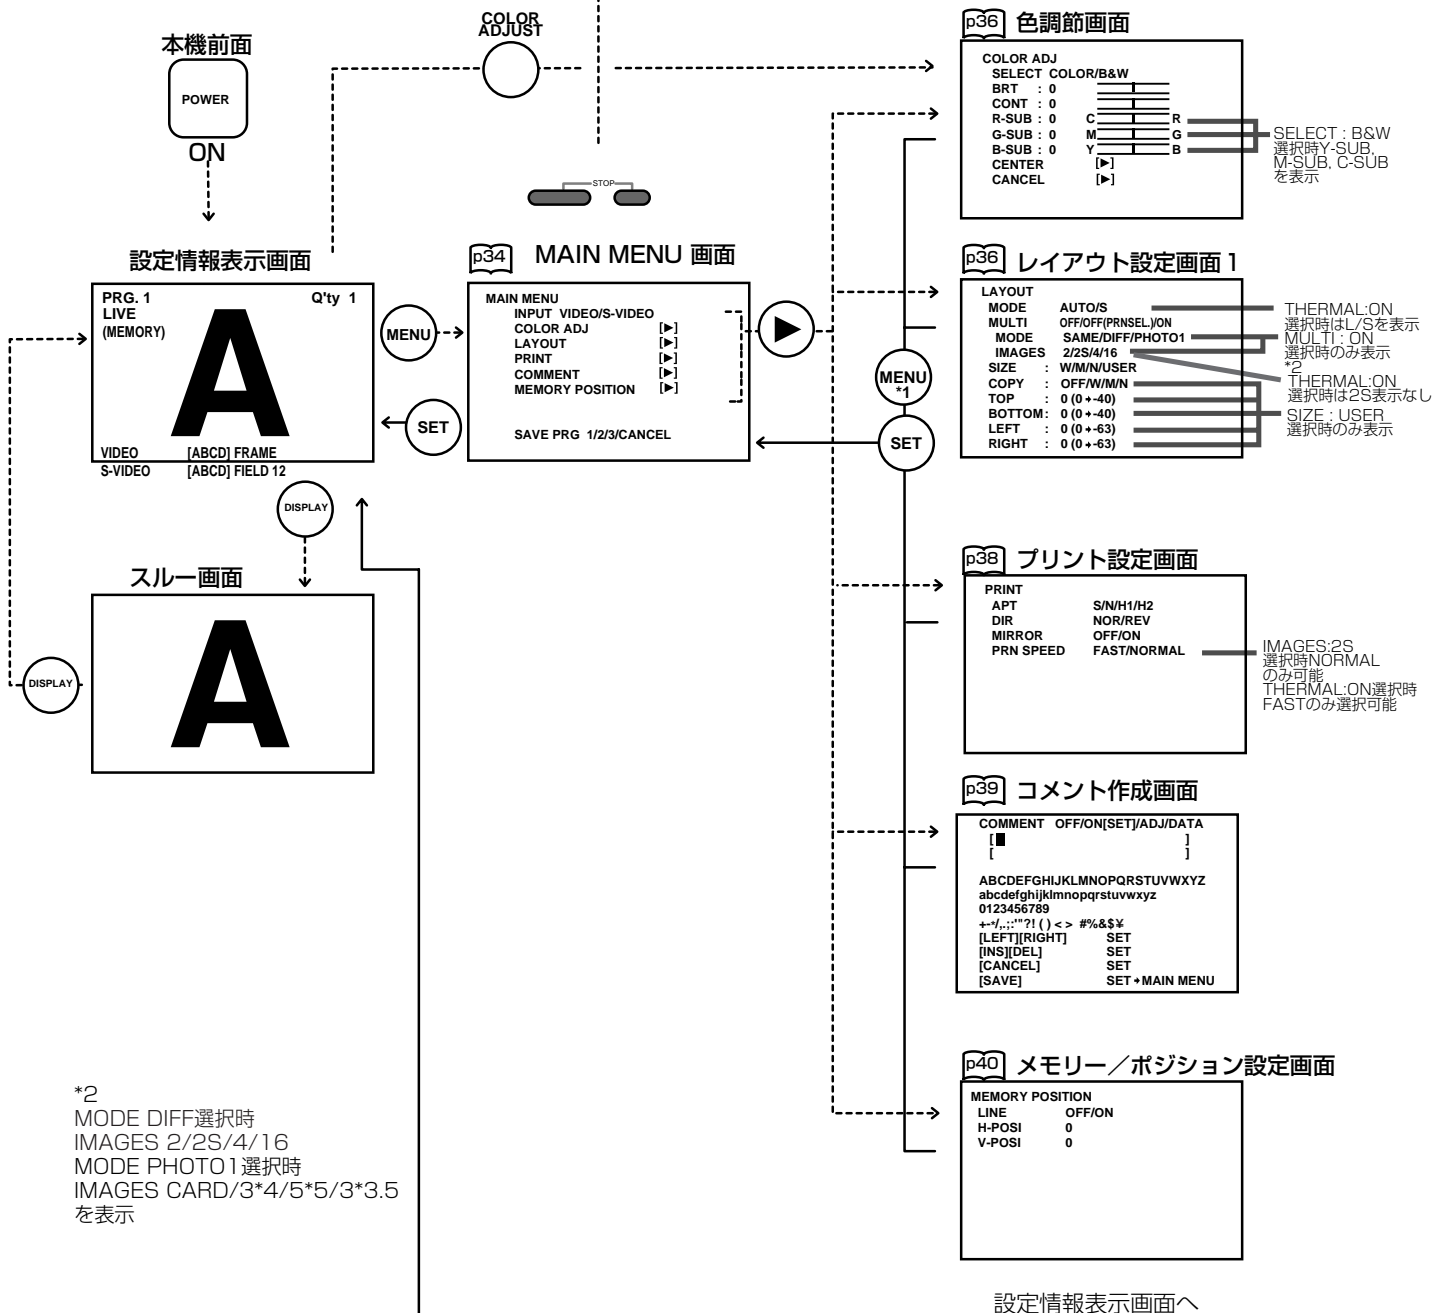 本機前面
POWER
ON
COLOR
ADJUST
STOP
設定情報表示画面
PRG. 1 Q'ty 1
LIVE
(MEMORY)
A
VIDEO [ABCD] FRAME
S-VIDEO [ABCD] FIELD 12
MENU
SET
DISPLAY
スルー画面
A
DISPLAY
p34 MAIN MENU 画面
MAIN MENU
INPUT VIDEO/S-VIDEO
COLOR ADJ [▶]
LAYOUT [▶]
PRINT [▶]
COMMENT [▶]
MEMORY POSITION [▶]
SAVE PRG 1/2/3/CANCEL
▶
MENU
*1
SET
p36 色調節画面
COLOR ADJ
SELECT COLOR/B&W
BRT : 0
CONT : 0
R-SUB : 0 C R
G-SUB : 0 M G
B-SUB : 0 Y B
CENTER [▶]
CANCEL [▶]
SELECT : B&W
選択時Y-SUB,
M-SUB, C-SUB
を表示
p36 レイアウト設定画面1
LAYOUT
MODE AUTO/S
MULTI OFF/OFF(PRNSEL.)/ON
MODE SAME/DIFF/PHOTO1
IMAGES 2/2S/4/16
SIZE : W/M/N/USER
COPY : OFF/W/M/N
TOP : 0 (0→-40)
BOTTOM : 0 (0→-40)
LEFT : 0 (0→-63)
RIGHT : 0 (0→-63)
THERMAL:ON
選択時はL/Sを表示
MULTI : ON
選択時のみ表示
*2
THERMAL:ON
選択時は2S表示なし
SIZE : USER
選択時のみ表示
p38 プリント設定画面
PRINT
APT S/N/H1/H2
DIR NOR/REV
MIRROR OFF/ON
PRN SPEED FAST/NORMAL
IMAGES:2S
選択時NORMAL
のみ可能
THERMAL:ON選択時
FASTのみ選択可能
p39 コメント作成画面
COMMENT OFF/ON[SET]/ADJ/DATA
[ ]
[ ]
ABCDEFGHIJKLMNOPQRSTUVWXYZ
abcdefghijklmnopqrstuvwxyz
0123456789
+-*/,.;:'"?! ( ) < > #%&$¥
[LEFT][RIGHT] SET
[INS][DEL] SET
[CANCEL] SET
[SAVE] SET→MAIN MENU
p40 メモリー／ポジション設定画面
MEMORY POSITION
LINE OFF/ON
H-POSI 0
V-POSI 0
*2
MODE DIFF選択時
IMAGES 2/2S/4/16
MODE PHOTO1選択時
IMAGES CARD/3*4/5*5/3*3.5
を表示
設定情報表示画面へ